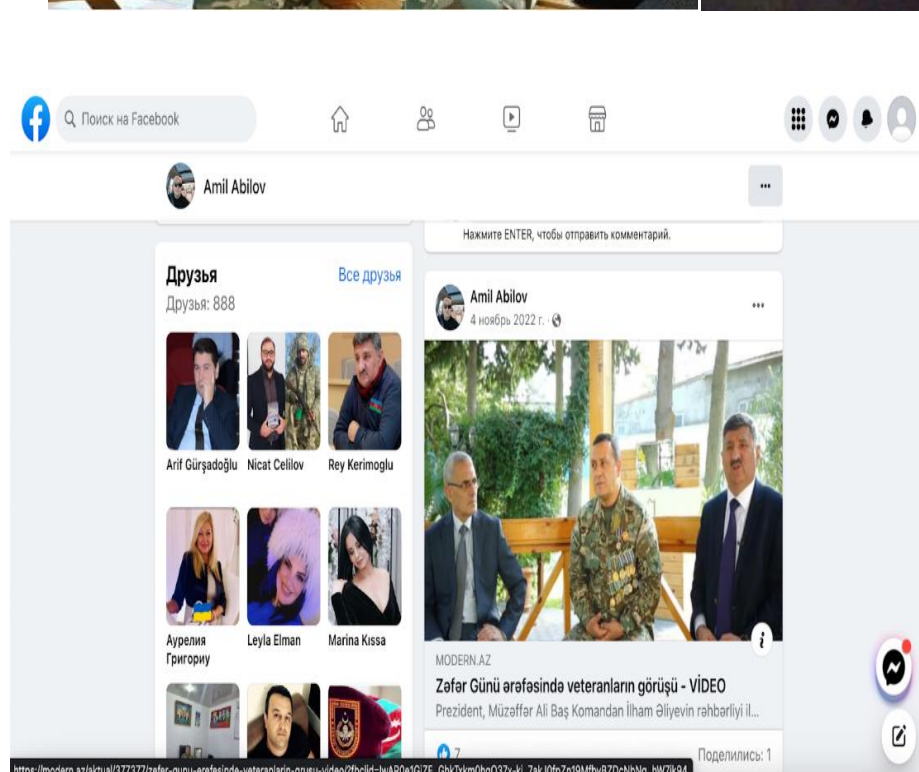 Поиск на Facebook
Amil Abilov
Нажмите ENTER, чтобы отправить комментарий.
Друзья
Все друзья
Друзья: 888
Arif Gürşadoğlu
Nicat Celilov
Rey Kerimoglu
Аурелия Григориу
Leyla Elman
Marina Kıssa
Amil Abilov
4 ноябрь 2022 г.
MODERN.AZ
Zəfər Günü ərəfəsində veteranların görüşü - VİDEO
Prezident, Müzəffər Ali Baş Komandan İlham Əliyevin rəhbərliyi il...
7
Поделились: 1